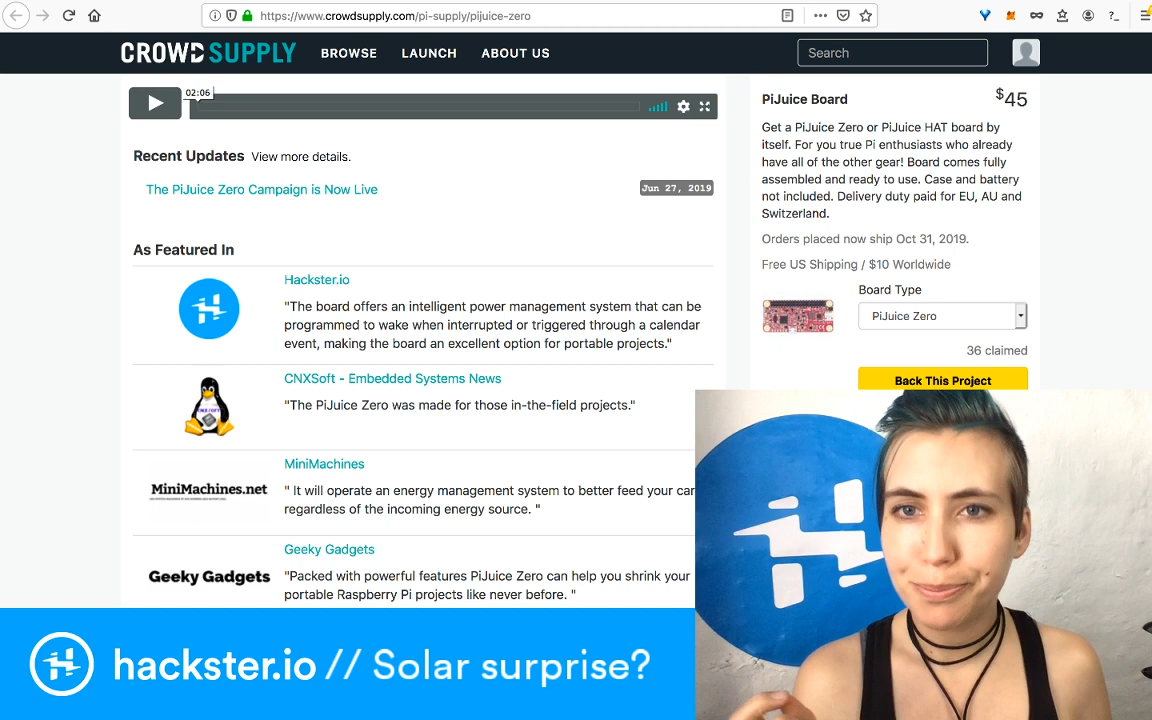 https://www.crowdsupply.com/pi-supply/pijuice-zero
CROWD SUPPLY BROWSE LAUNCH ABOUT US Search
02:06
Recent Updates View more details.
The PiJuice Zero Campaign is Now Live Jun 27, 2019
As Featured In
Hackster.io
"The board offers an intelligent power management system that can be
programmed to wake when interrupted or triggered through a calendar
event, making the board an excellent option for portable projects."
CNXSoft - Embedded Systems News
"The PiJuice Zero was made for those in-the-field projects."
MiniMachines.net
MiniMachines
" It will operate an energy management system to better feed your car
regardless of the incoming energy source. "
Geeky Gadgets
Geeky Gadgets
"Packed with powerful features PiJuice Zero can help you shrink your
portable Raspberry Pi projects like never before. "
PiJuice Board $45
Get a PiJuice Zero or PiJuice HAT board by
itself. For you true Pi enthusiasts who already
have all of the other gear! Board comes fully
assembled and ready to use. Case and battery
not included. Delivery duty paid for EU, AU and
Switzerland.
Orders placed now ship Oct 31, 2019.
Free US Shipping / $10 Worldwide
Board Type
PiJuice Zero
36 claimed
Back This Project
hackster.io // Solar surprise?